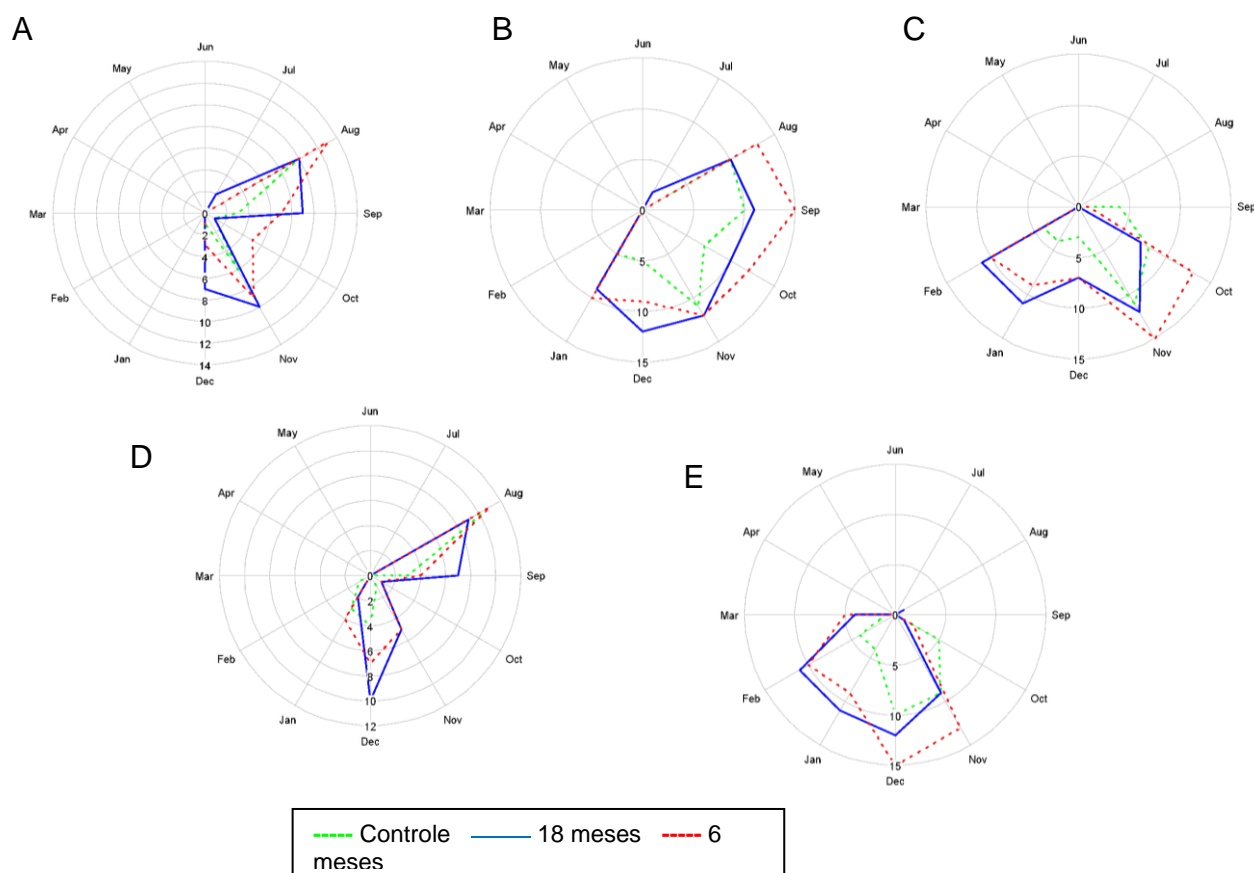 A
Jun
May
Jul
Apr
Aug
Mar
0
Sep
2
4
6
8
10
12
14
Feb
Oct
Jan
Nov
Dec
B
Jun
May
Jul
Apr
Aug
Mar
0
Sep
5
10
15
Feb
Oct
Jan
Nov
Dec
C
Jun
May
Jul
Apr
Aug
Mar
0
Sep
5
10
15
Feb
Oct
Jan
Nov
Dec
D
Jun
May
Jul
Apr
Aug
Mar
0
Sep
2
4
6
8
10
12
Feb
Oct
Jan
Nov
Dec
E
Jun
May
Jul
Apr
Aug
Mar
0
Sep
5
10
15
Feb
Oct
Jan
Nov
Dec
Controle 18 meses 6
meses